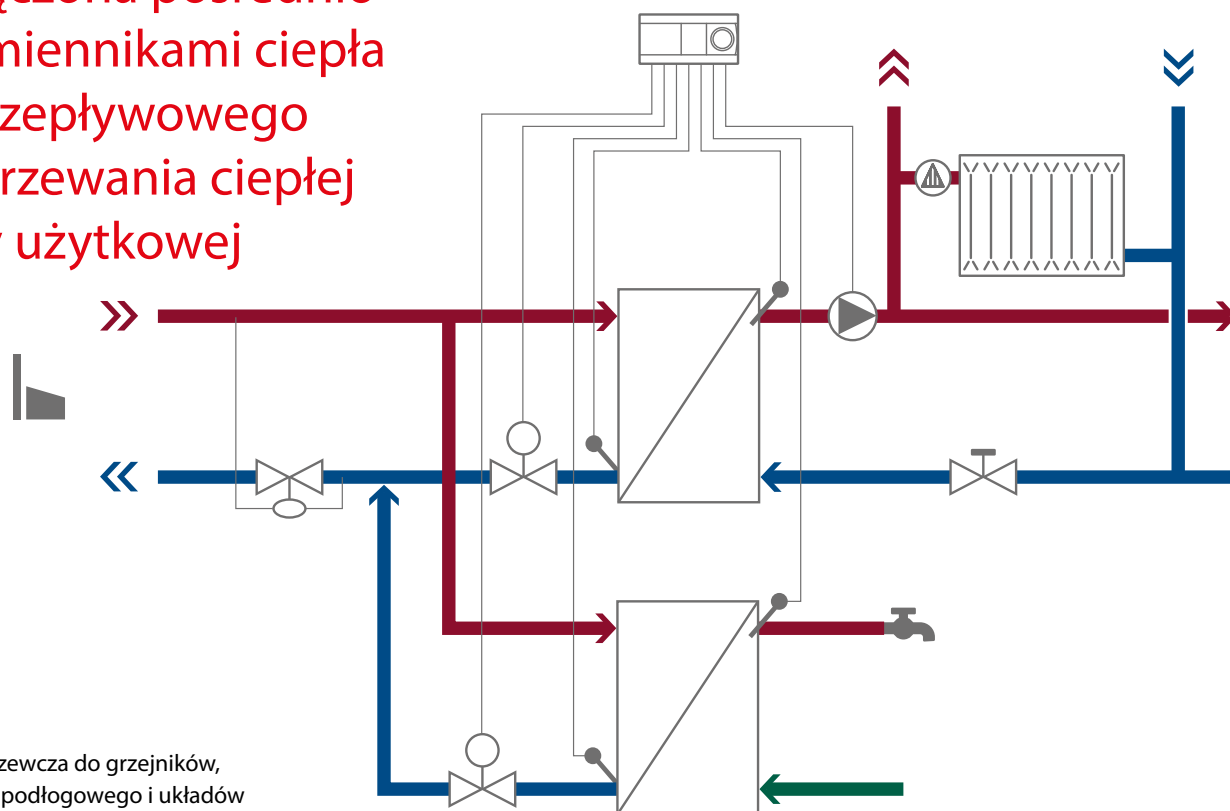 ączona pośrednio
miennikami ciepła
zepływowego
rzewania ciepłej
y użytkowej
zewcza do grzejników,
podłogowego i układów